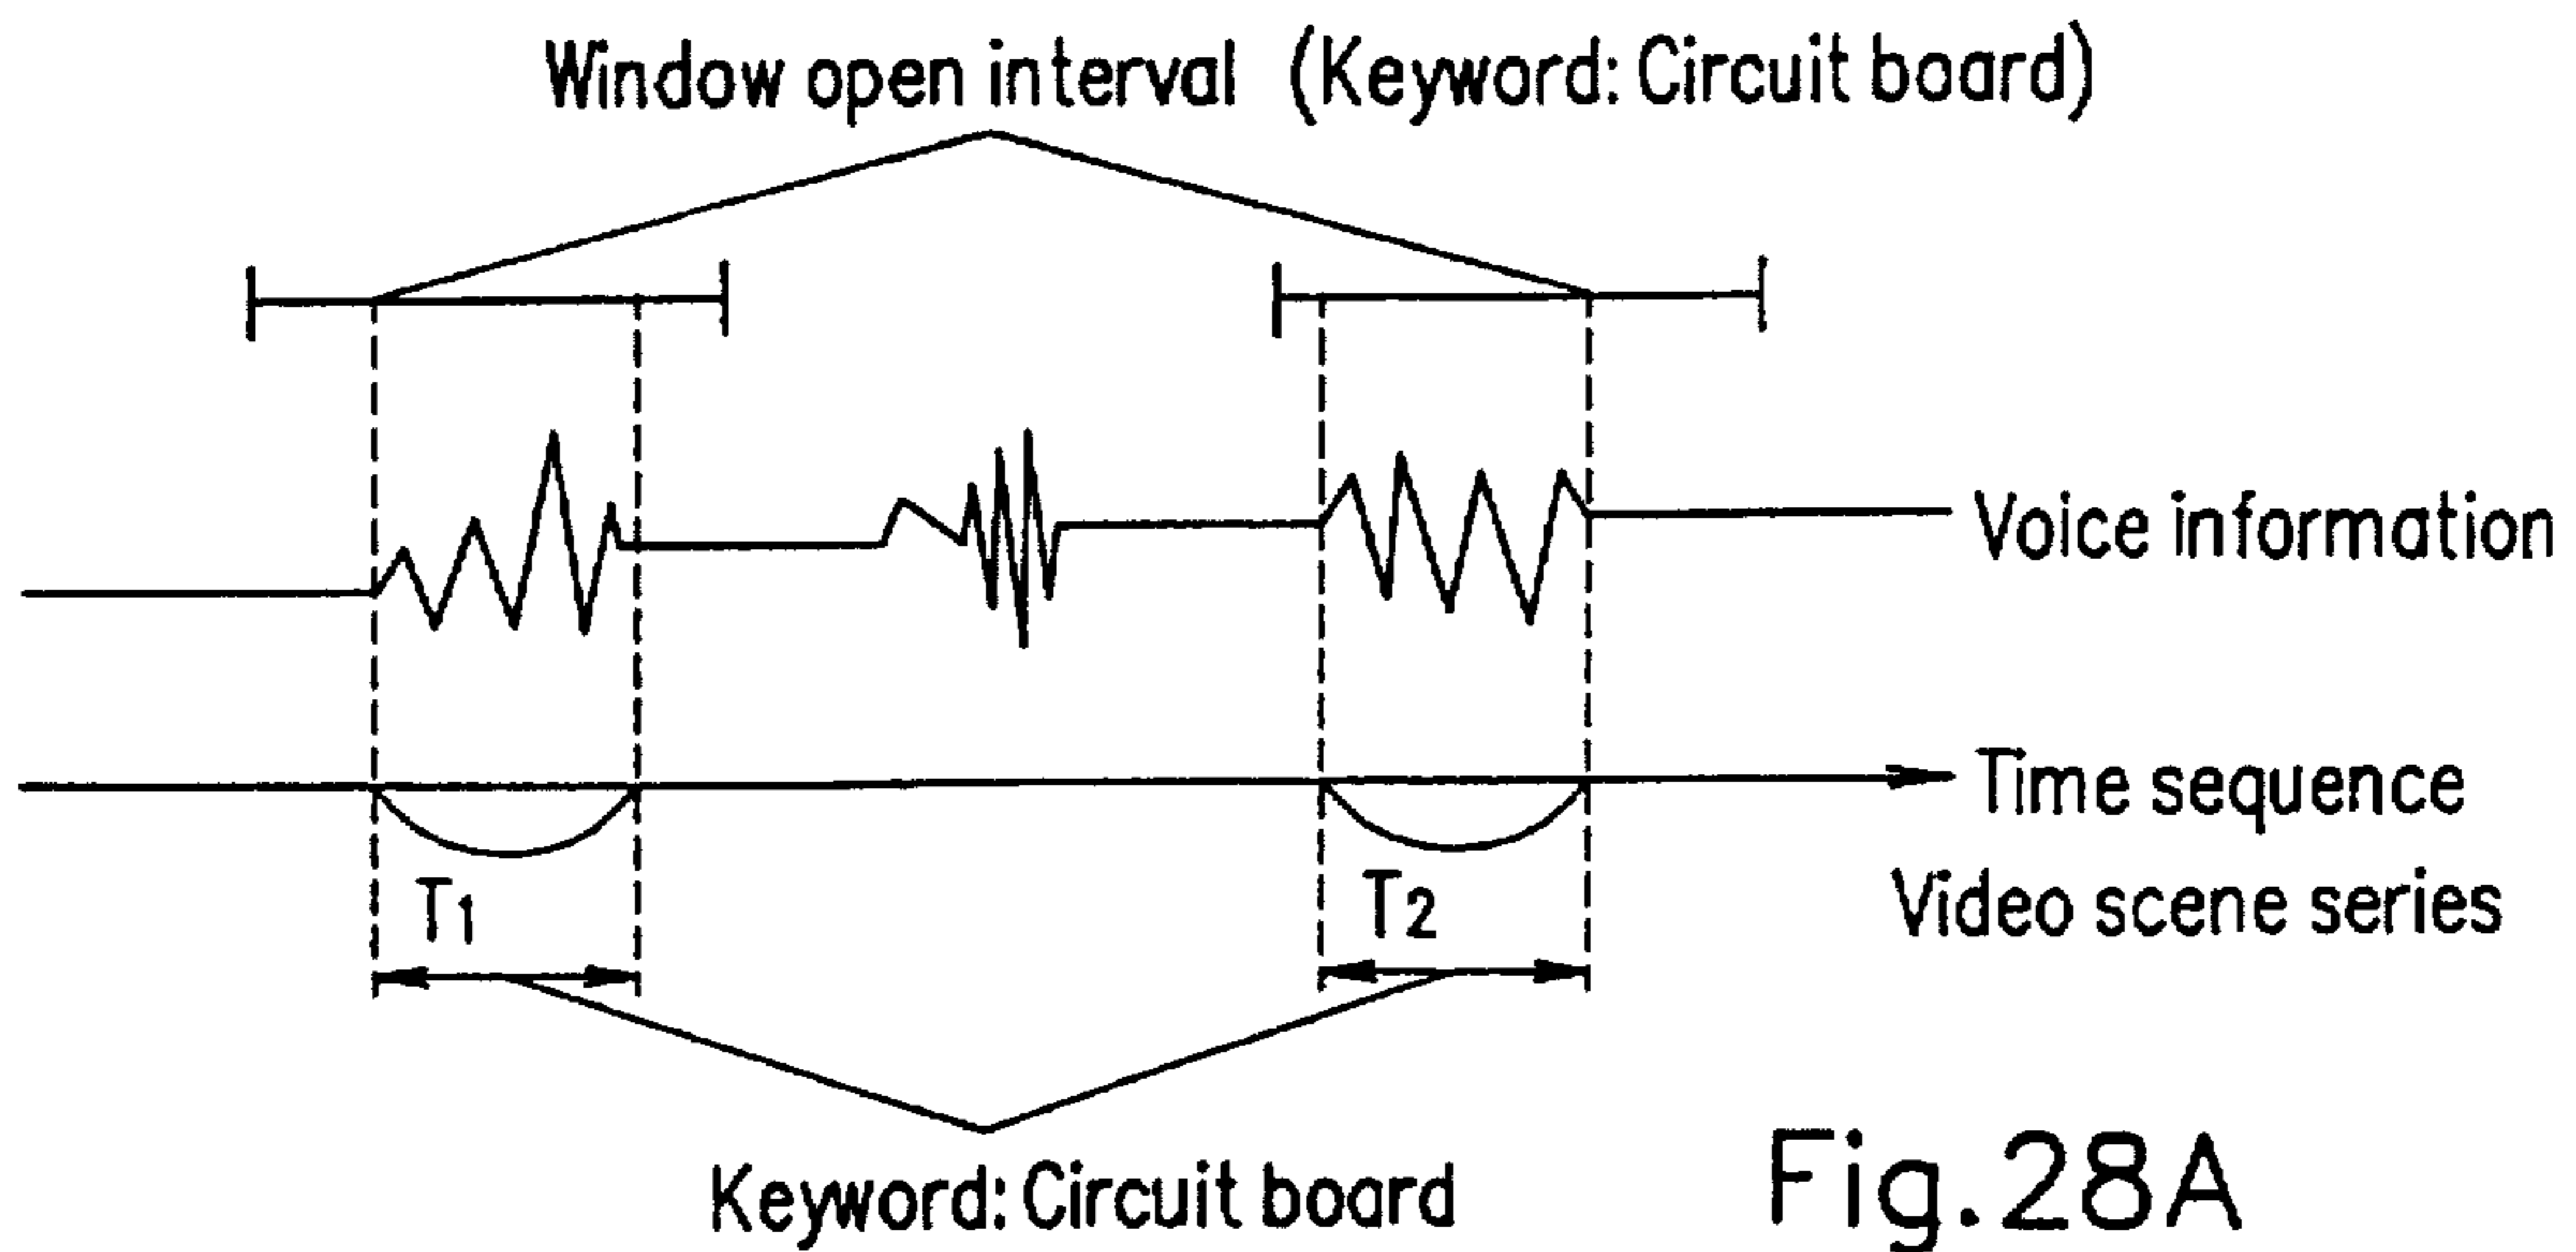 Window open interval (Keyword: Circuit board)
Voice information
Time sequence
T1
T2
Video scene series
Keyword: Circuit board
Fig.28A